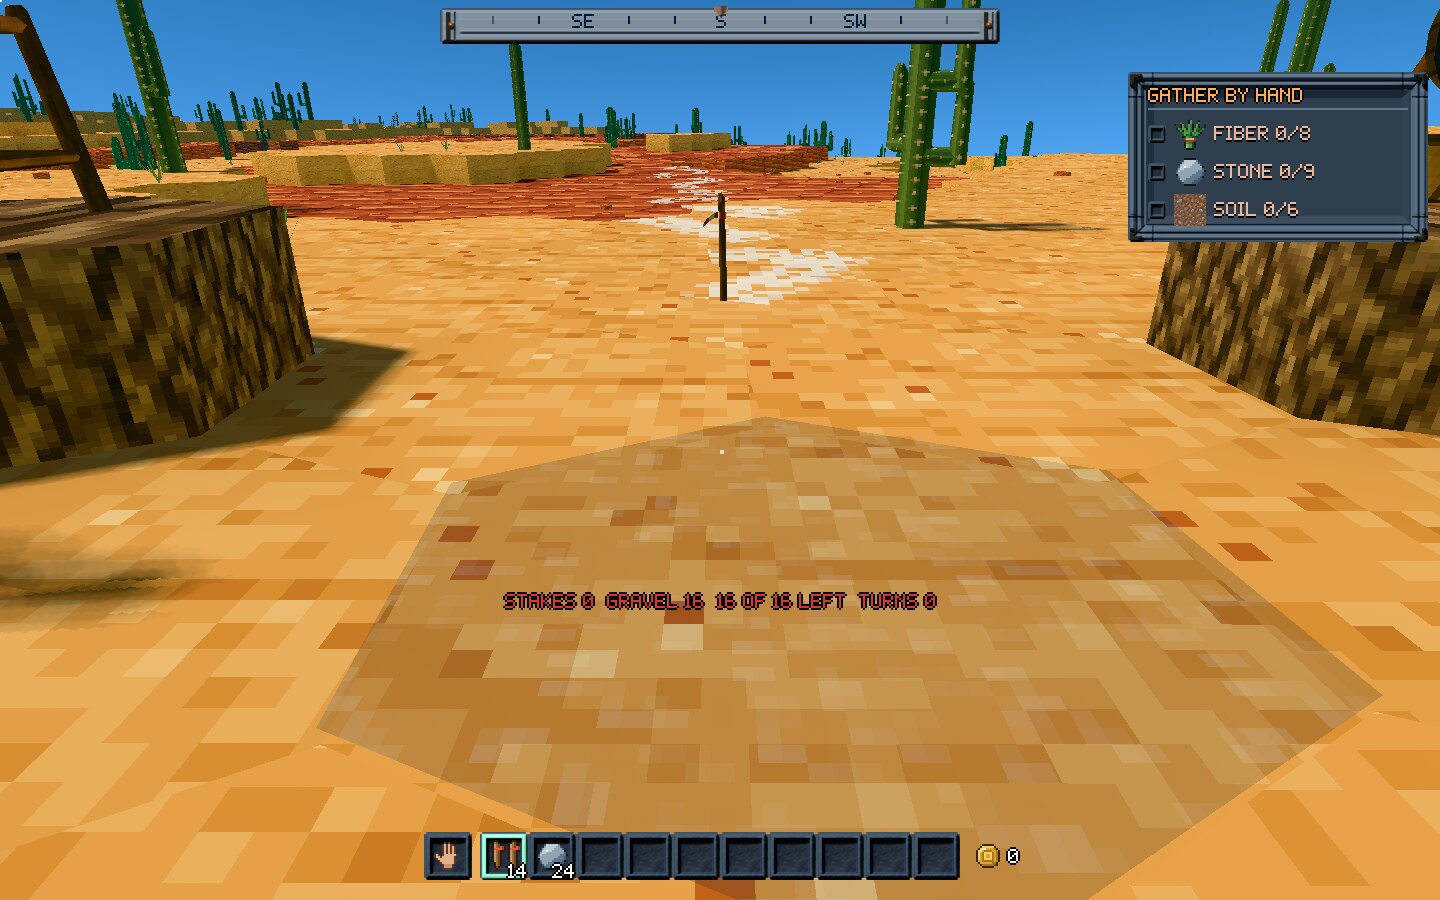 SE S SW
GATHER BY HAND
FIBER 0/8
STONE 0/9
SOIL 0/6
STAKES 0 GRAVEL 16 16 OF 16 LEFT TURNS 0
14 24 0